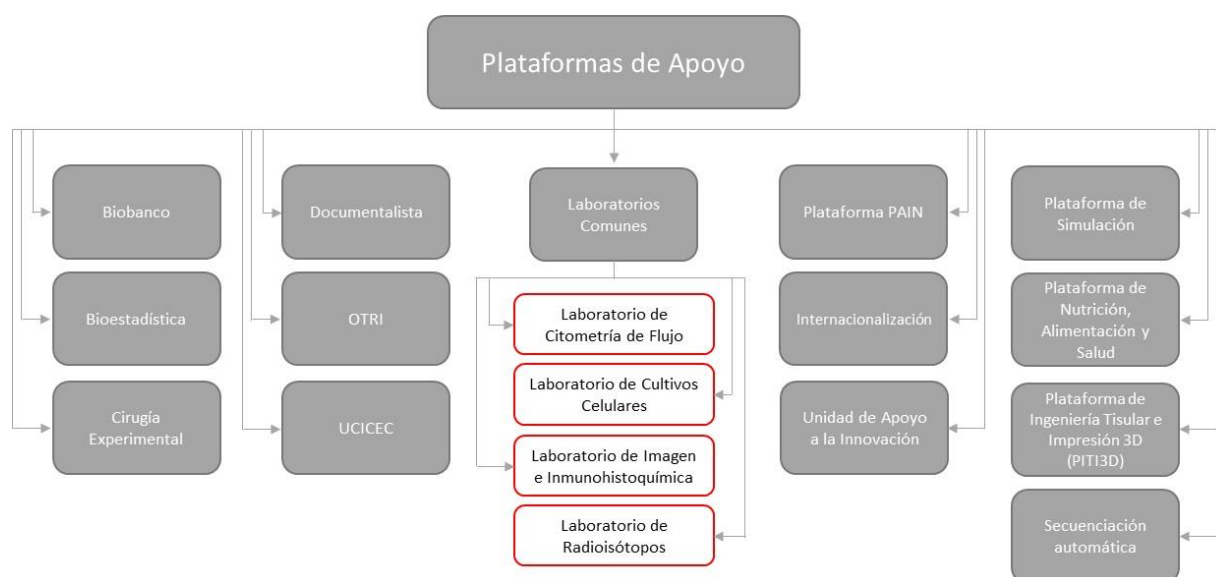 Plataformas de Apoyo
Biobanco
Bioestadística
Cirugía
Experimental
Documentalista
OTRI
UCICEC
Laboratorios
Comunes
Laboratorio de
Citometría de Flujo
Laboratorio de Cultivos
Celulares
Laboratorio de Imagen
e Inmunohistoquímica
Laboratorio de
Radioisótopos
Plataforma PAIN
Internacionalización
Unidad de Apoyo
a la Innovación
Plataforma de
Simulación
Plataforma de
Nutrición,
Alimentación y
Salud
Plataforma de
Ingeniería Tisular e
Impresión 3D
(PITI3D)
Secuenciación
automática